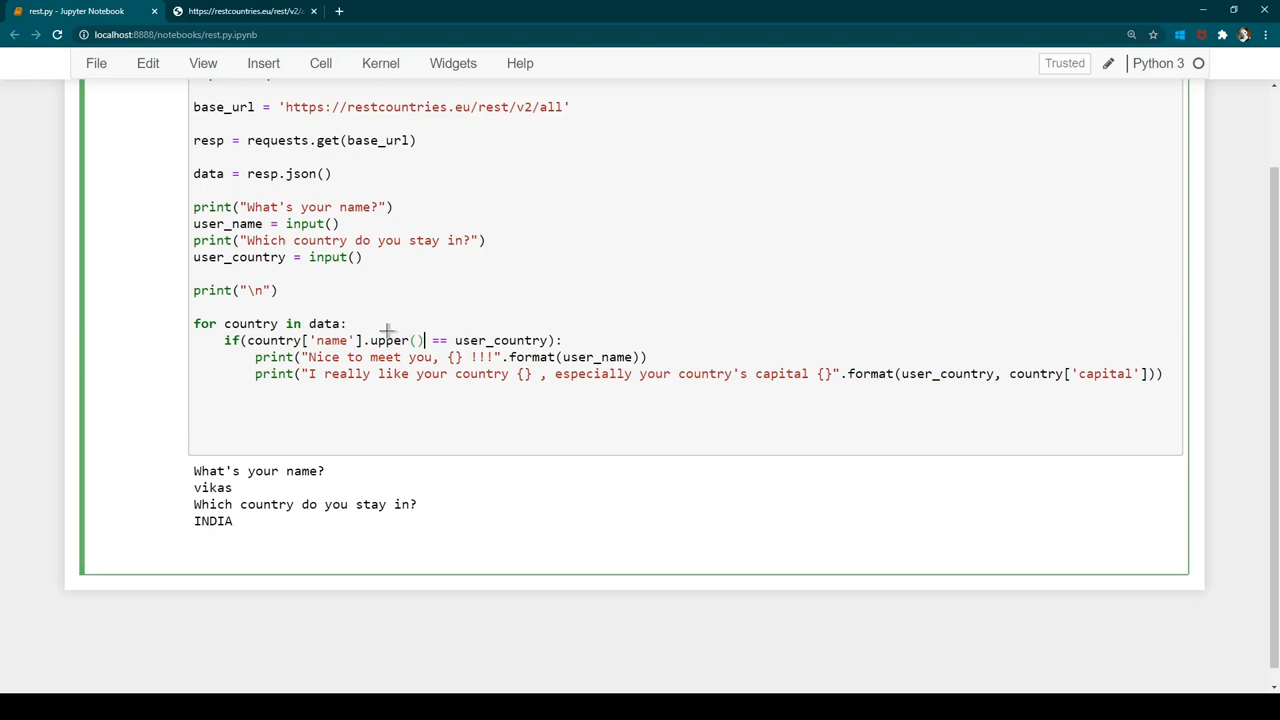 rest.py - Jupyter Notebook
https://restcountries.eu/rest/v2/
localhost:8888/notebooks/rest.py.ipynb
File Edit View Insert Cell Kernel Widgets Help Trusted Python 3
base_url = 'https://restcountries.eu/rest/v2/all'
resp = requests.get(base_url)
data = resp.json()
print("What's your name?")
user_name = input()
print("Which country do you stay in?")
user_country = input()
print("\n")
for country in data:
if(country['name'].upper() == user_country):
print("Nice to meet you, {} !!!".format(user_name))
print("I really like your country {} , especially your country's capital {}".format(user_country, country['capital']))
What's your name?
vikas
Which country do you stay in?
INDIA